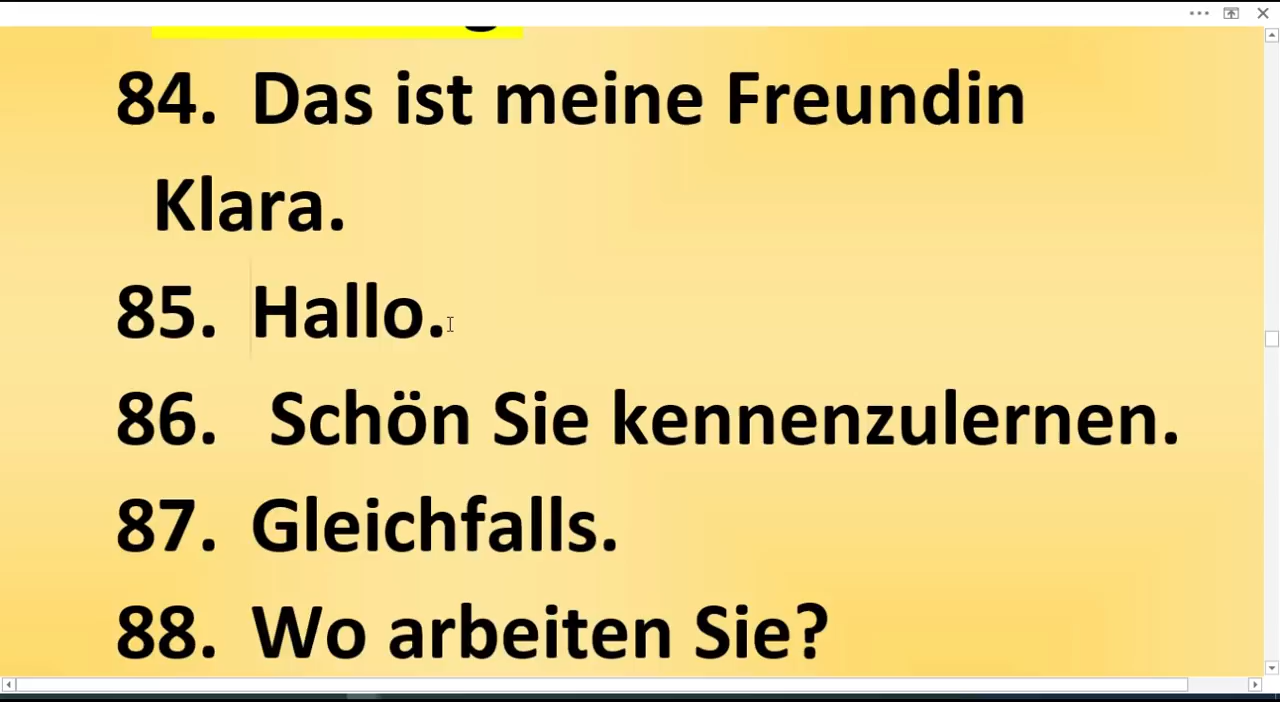 84. Das ist meine Freundin
Klara.
85. Hallo.
86. Schön Sie kennenzulernen.
87. Gleichfalls.
88. Wo arbeiten Sie?